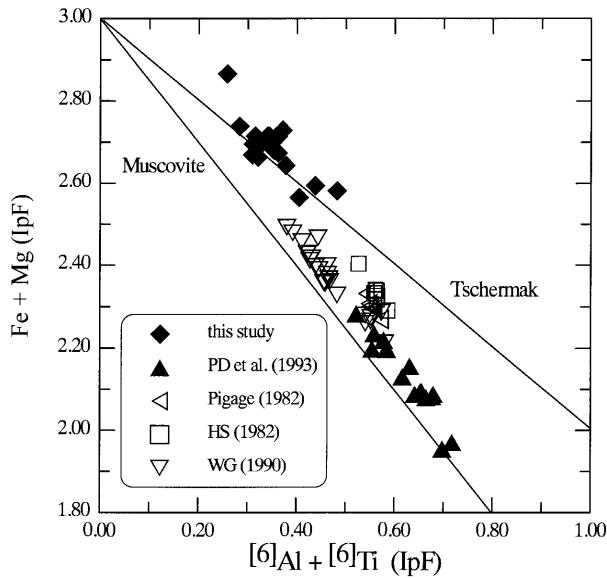 3.00
2.80
2.60
2.40
2.20
2.00
1.80
Fe + Mg (IpF)
Muscovite
Tschermak
this study
PD et al. (1993)
Pigage (1982)
HS (1982)
WG (1990)
0.00
0.20
0.40
0.60
0.80
1.00
[6]Al + [6]Ti (IpF)